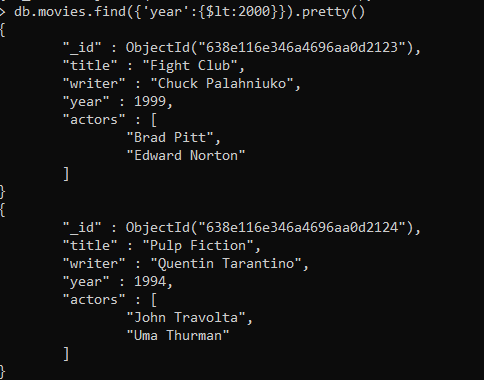 > db.movies.find({'year':{$lt:2000}}).pretty()
{
        "_id" : ObjectId("638e116e346a4696aa0d2123"),
        "title" : "Fight Club",
        "writer" : "Chuck Palahniuko",
        "year" : 1999,
        "actors" : [
                "Brad Pitt",
                "Edward Norton"
        ]
}
{
        "_id" : ObjectId("638e116e346a4696aa0d2124"),
        "title" : "Pulp Fiction",
        "writer" : "Quentin Tarantino",
        "year" : 1994,
        "actors" : [
                "John Travolta",
                "Uma Thurman"
        ]
}